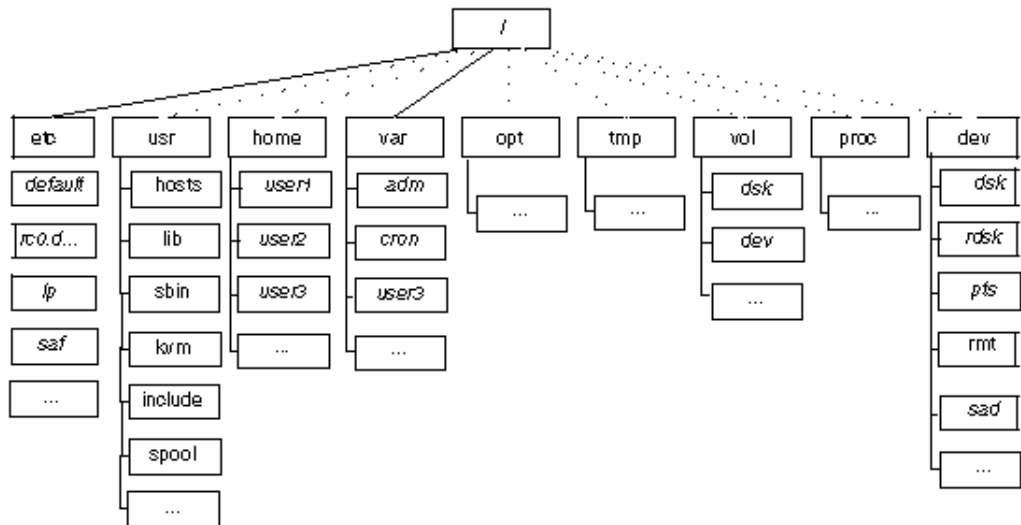 /
etc usr home var opt tmp vol proc dev
default hosts user1 adm ... ... dsk ... dsk
rc0.d... lib user2 cron dev rdsk
lp sbin user3 user3 ... pts
saf kvm ... ... rmt
... include sad
spool ...
...